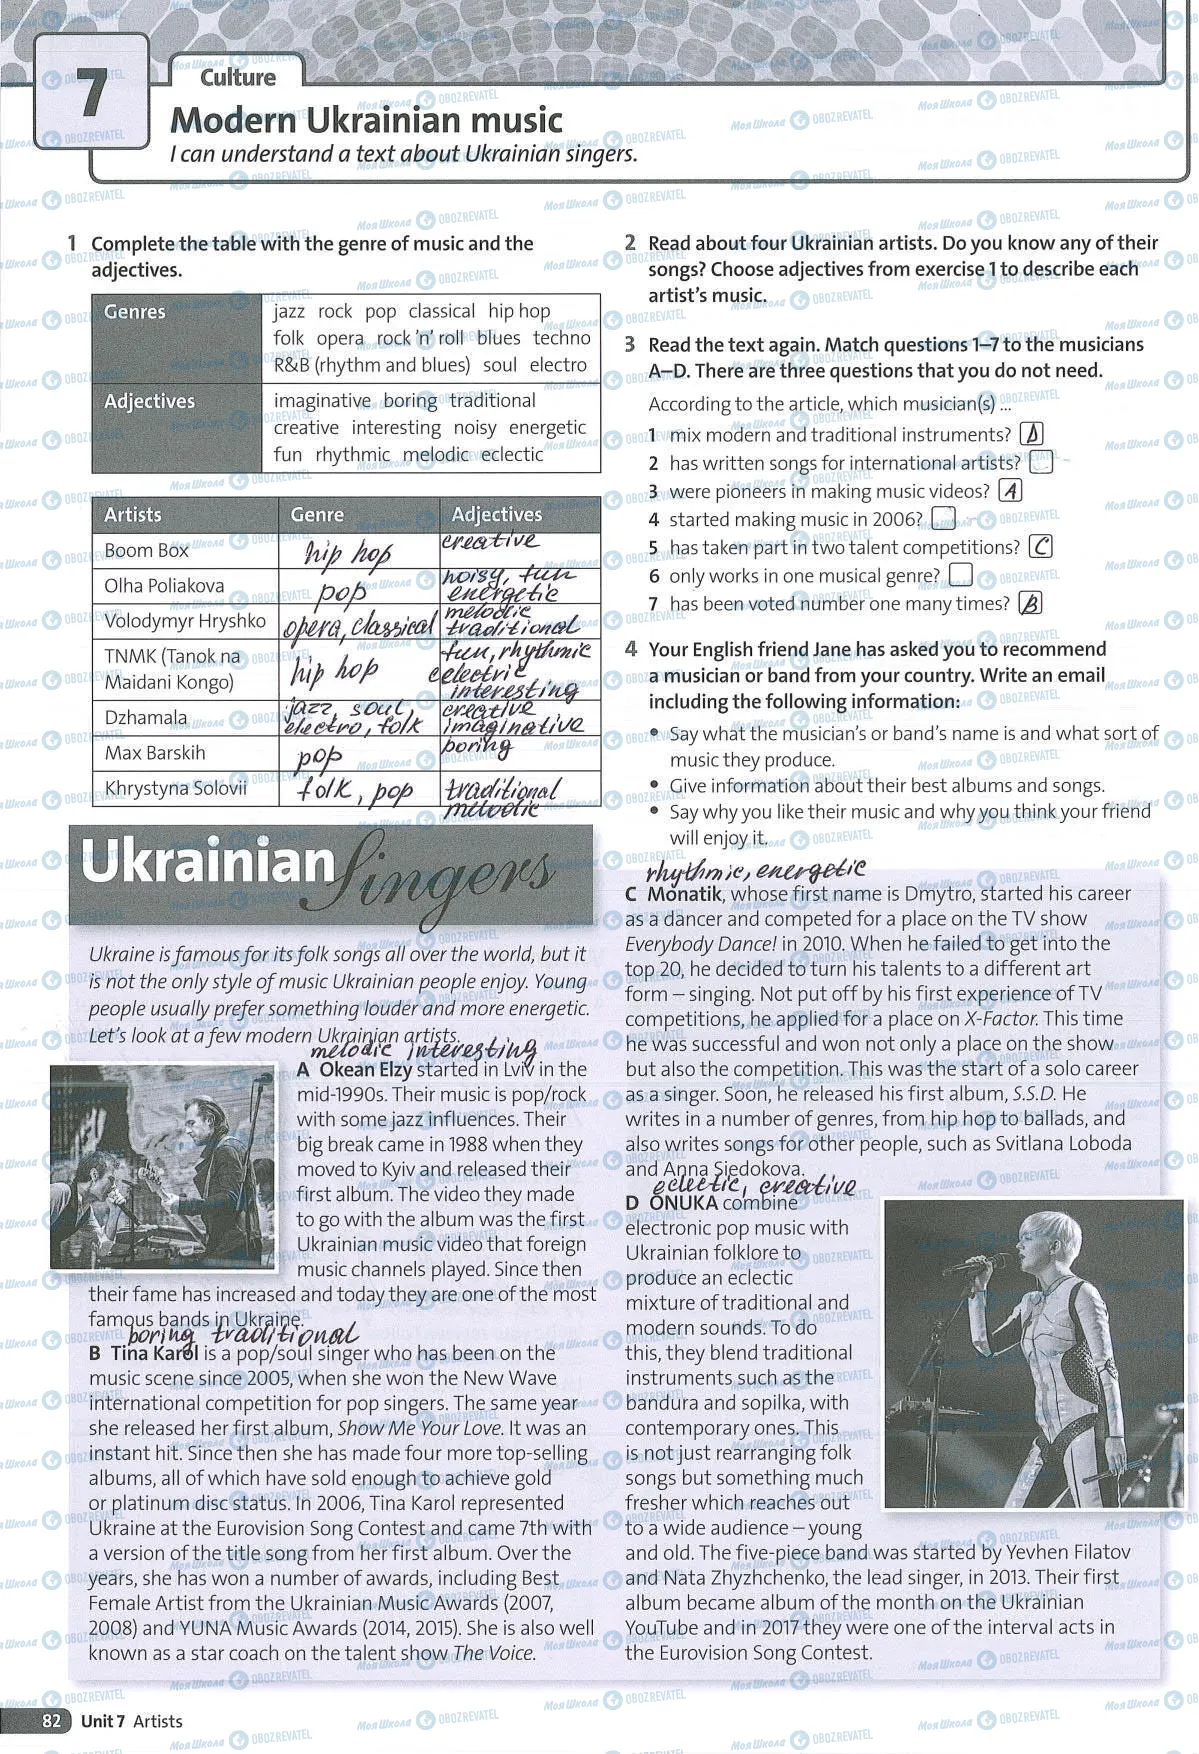 7
Culture
Modern Ukrainian music
I can understand a text about Ukrainian singers.
1 Complete the table with the genre of music and the
adjectives.
Genres
jazz rock pop classical hip hop
folk opera rock 'n' roll blues techno
R&B (rhythm and blues) soul electro
Adjectives
imaginative boring traditional
creative interesting noisy energetic
fun rhythmic melodic eclectic
Artists Genre Adjectives
Boom Box hip hop creative
Olha Poliakova pop noisy, fun energetic
Volodymyr Hryshko opera, classical melodic traditional
TNMK (Tanok na Maidani Kongo) hip hop fun, rhythmic eclectric interesting
Dzhamala jazz, soul, electro, folk creative imaginative
Max Barskih pop boring
Khrystyna Solovii folk, pop traditional melodic
Ukrainian Singers
Ukraine is famous for its folk songs all over the world, but it
is not the only style of music Ukrainian people enjoy. Young
people usually prefer something louder and more energetic.
Let's look at a few modern Ukrainian artists.
melodic interesting
A Okean Elzy started in Lviv in the
mid-1990s. Their music is pop/rock
with some jazz influences. Their
big break came in 1988 when they
moved to Kyiv and released their
first album. The video they made
to go with the album was the first
Ukrainian music video that foreign
music channels played. Since then
their fame has increased and today they are one of the most
famous bands in Ukraine.
boring traditional
B Tina Karol is a pop/soul singer who has been on the
music scene since 2005, when she won the New Wave
international competition for pop singers. The same year
she released her first album, Show Me Your Love. It was an
instant hit. Since then she has made four more top-selling
albums, all of which have sold enough to achieve gold
or platinum disc status. In 2006, Tina Karol represented
Ukraine at the Eurovision Song Contest and came 7th with
a version of the title song from her first album. Over the
years, she has won a number of awards, including Best
Female Artist from the Ukrainian Music Awards (2007,
2008) and YUNA Music Awards (2014, 2015). She is also well
known as a star coach on the talent show The Voice.
2 Read about four Ukrainian artists. Do you know any of their
songs? Choose adjectives from exercise 1 to describe each
artist's music.
3 Read the text again. Match questions 1–7 to the musicians
A–D. There are three questions that you do not need.
According to the article, which musician(s) ...
1 mix modern and traditional instruments? D
2 has written songs for international artists?
3 were pioneers in making music videos? A
4 started making music in 2006?
5 has taken part in two talent competitions? C
6 only works in one musical genre?
7 has been voted number one many times? B
4 Your English friend Jane has asked you to recommend
a musician or band from your country. Write an email
including the following information:
• Say what the musician's or band's name is and what sort of
music they produce.
• Give information about their best albums and songs.
• Say why you like their music and why you think your friend
will enjoy it.
rhythmic, energetic
C Monatik, whose first name is Dmytro, started his career
as a dancer and competed for a place on the TV show
Everybody Dance! in 2010. When he failed to get into the
top 20, he decided to turn his talents to a different art
form – singing. Not put off by his first experience of TV
competitions, he applied for a place on X-Factor. This time
he was successful and won not only a place on the show
but also the competition. This was the start of a solo career
as a singer. Soon, he released his first album, S.S.D. He
writes in a number of genres, from hip hop to ballads, and
also writes songs for other people, such as Svitlana Loboda
and Anna Siedokova.
eclectic, creative
D ONUKA combine
electronic pop music with
Ukrainian folklore to
produce an eclectic
mixture of traditional and
modern sounds. To do
this, they blend traditional
instruments such as the
bandura and sopilka, with
contemporary ones. This
is not just rearranging folk
songs but something much
fresher which reaches out
to a wide audience – young
and old. The five-piece band was started by Yevhen Filatov
and Nata Zhyzhchenko, the lead singer, in 2013. Their first
album became album of the month on the Ukrainian
YouTube and in 2017 they were one of the interval acts in
the Eurovision Song Contest.
82 Unit 7 Artists
Моя Школа OBOZREVATEL